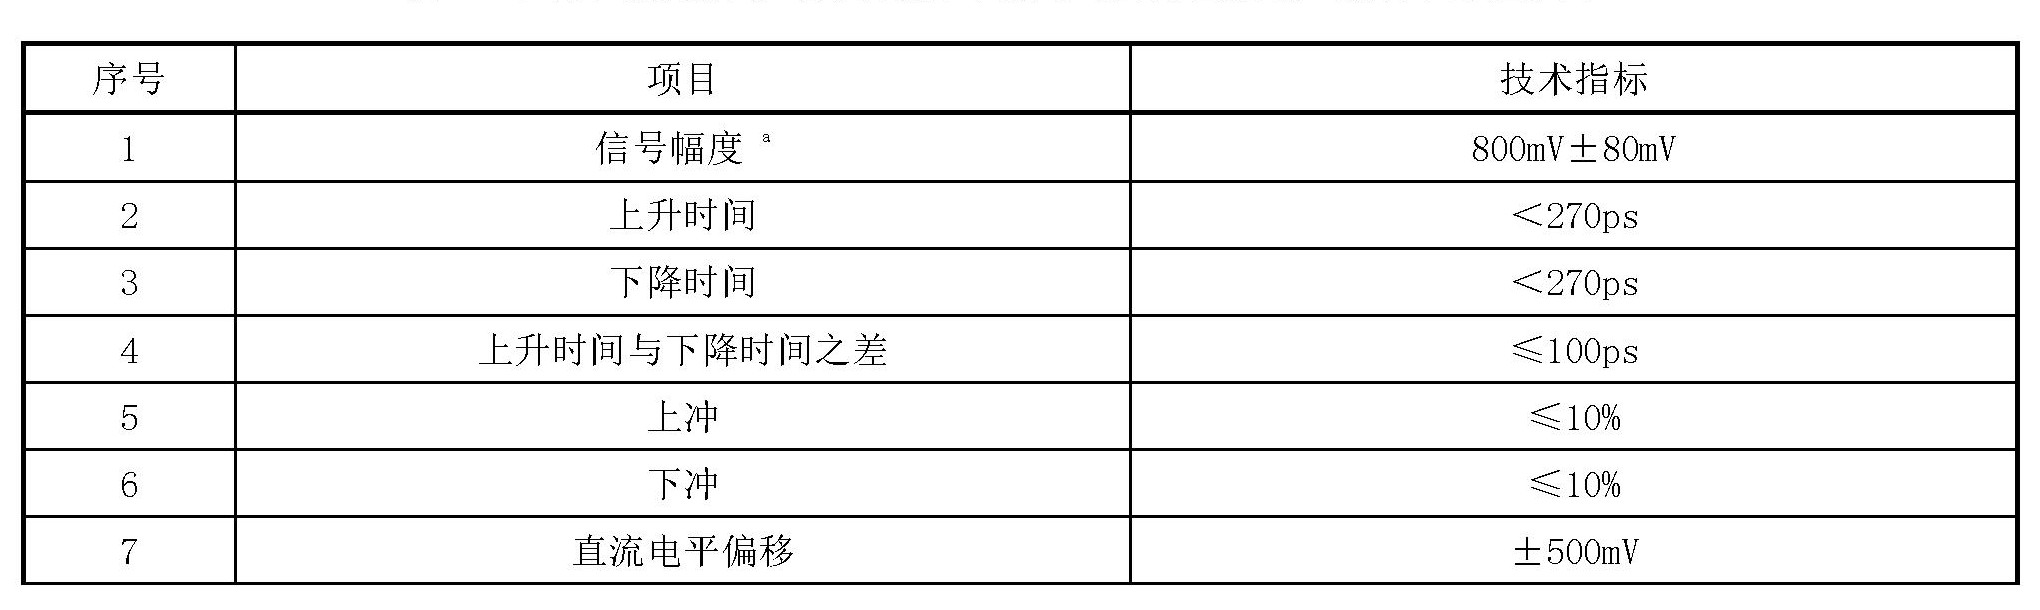 序号 项目 技术指标
1 信号幅度 ᵃ 800mV±80mV
2 上升时间 <270ps
3 下降时间 <270ps
4 上升时间与下降时间之差 ≤100ps
5 上冲 ≤10%
6 下冲 ≤10%
7 直流电平偏移 ±500mV